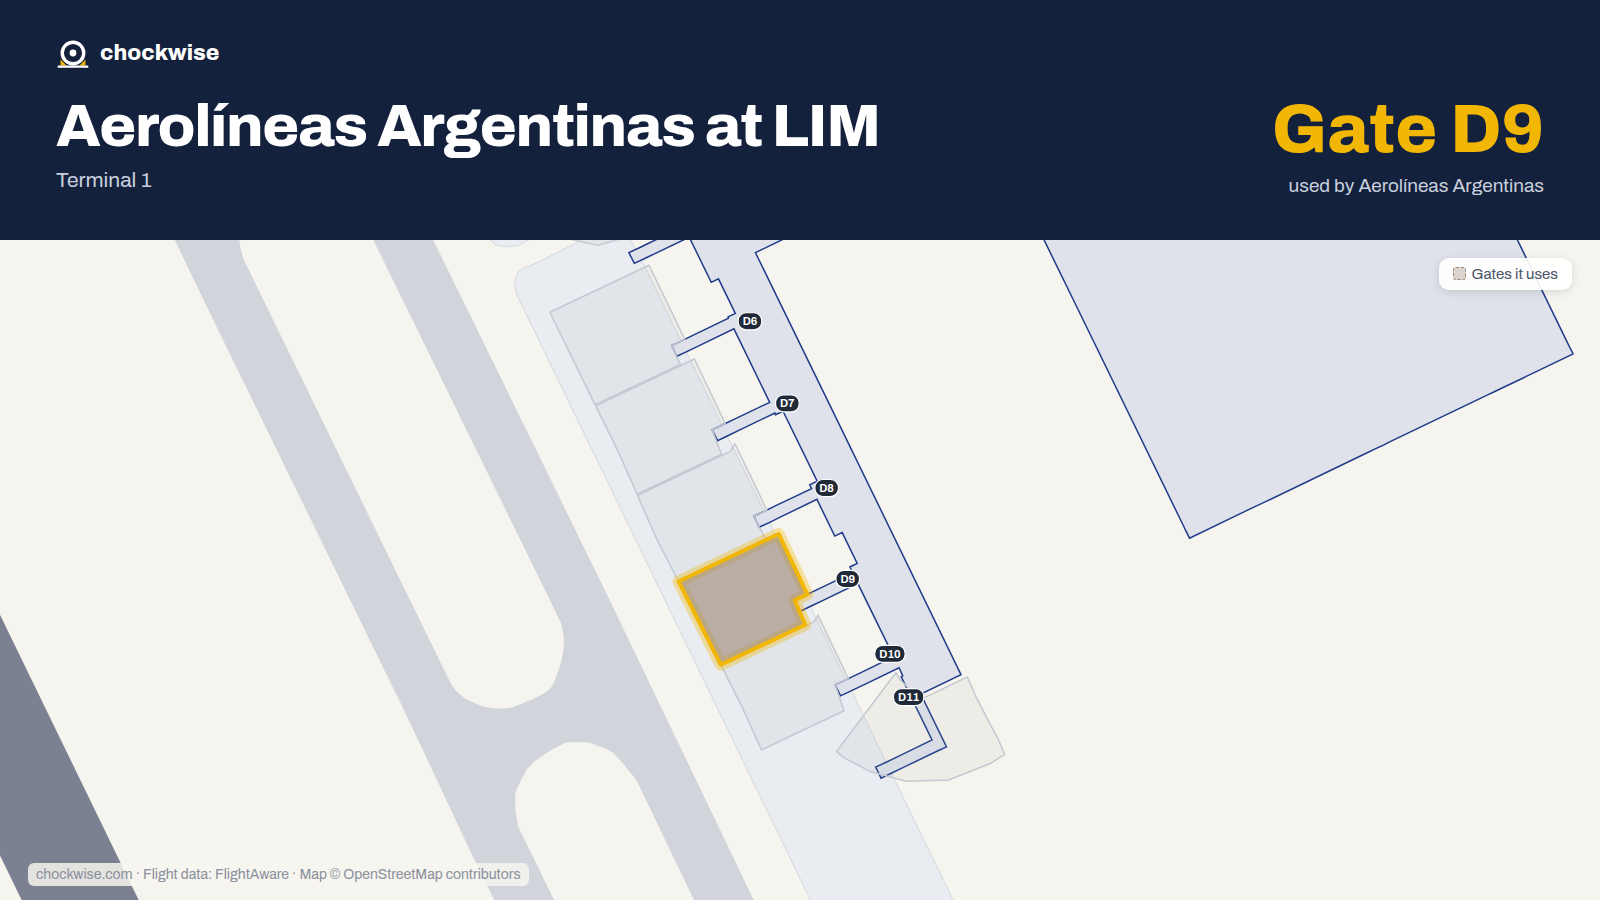 chockwise
Aerolíneas Argentinas at LIM
Terminal 1
Gate D9
used by Aerolíneas Argentinas
Gates it uses
D6
D7
D8
D9
D10
D11
chockwise.com · Flight data: FlightAware · Map © OpenStreetMap contributors